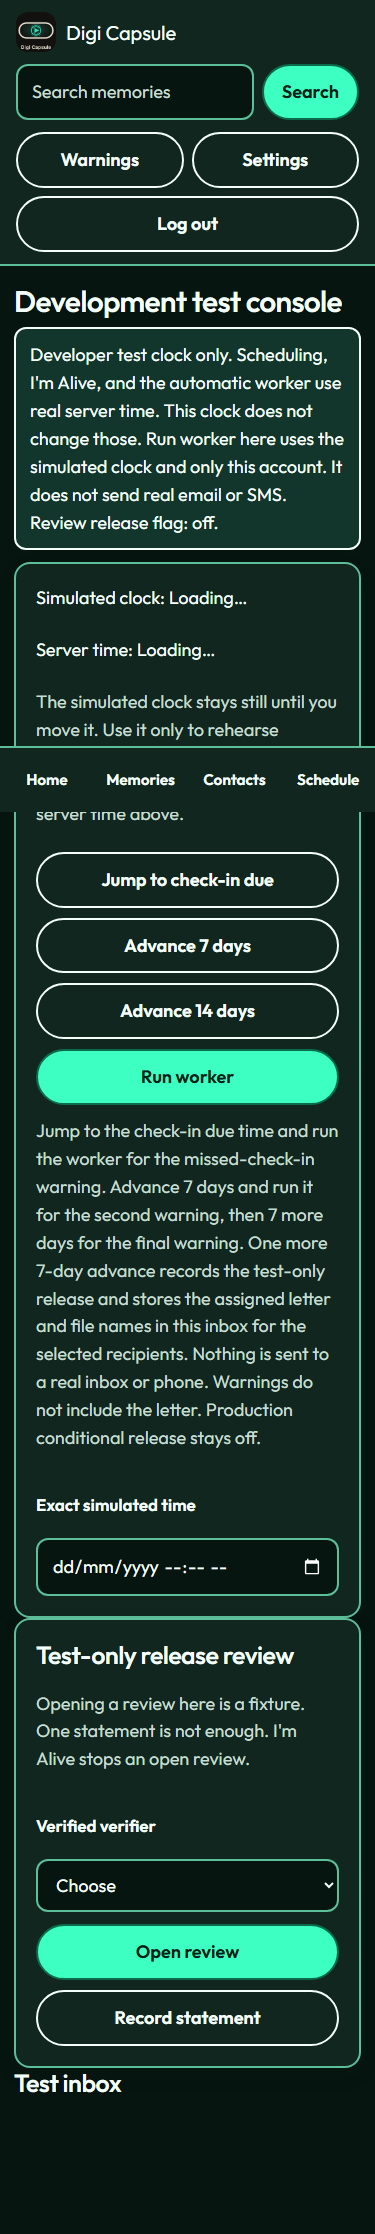 Digi Capsule
Digi Capsule
Search memories
Search
Warnings
Settings
Log out
Development test console
Developer test clock only. Scheduling,
I'm Alive, and the automatic worker use
real server time. This clock does not
change those. Run worker here uses the
simulated clock and only this account. It
does not send real email or SMS.
Review release flag: off.
Simulated clock: Loading...
Server time: Loading...
The simulated clock stays still until you
move it. Use it only to rehearse
Home
Memories
Contacts
Schedule
server time above.
Jump to check-in due
Advance 7 days
Advance 14 days
Run worker
Jump to the check-in due time and run
the worker for the missed-check-in
warning. Advance 7 days and run it
for the second warning, then 7 more
days for the final warning. One more
7-day advance records the test-only
release and stores the assigned letter
and file names in this inbox for the
selected recipients. Nothing is sent to
a real inbox or phone. Warnings do
not include the letter. Production
conditional release stays off.
Exact simulated time
dd/mm/yyyy --:-- --
Test-only release review
Opening a review here is a fixture.
One statement is not enough. I'm
Alive stops an open review.
Verified verifier
Choose
Open review
Record statement
Test inbox